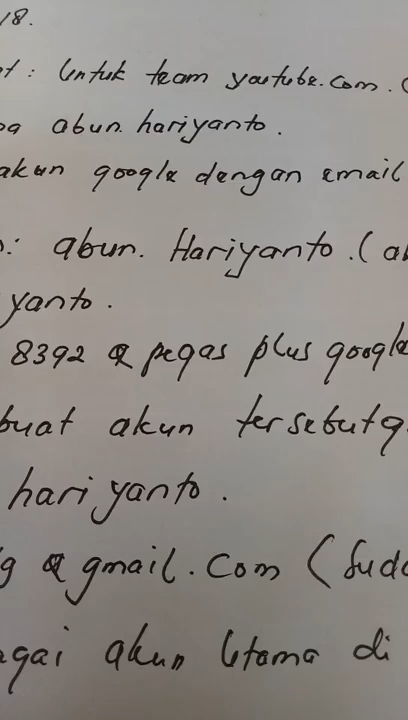 18.
: Untuk team youtube.com. (
abun. hariyanto.
akun google dengan email
: abun. Hariyanto. (
yanto.
8392 @ pegas plus google
buat akun tersebut
hariyanto.
g @ gmail. Com (
gai akun Utama di